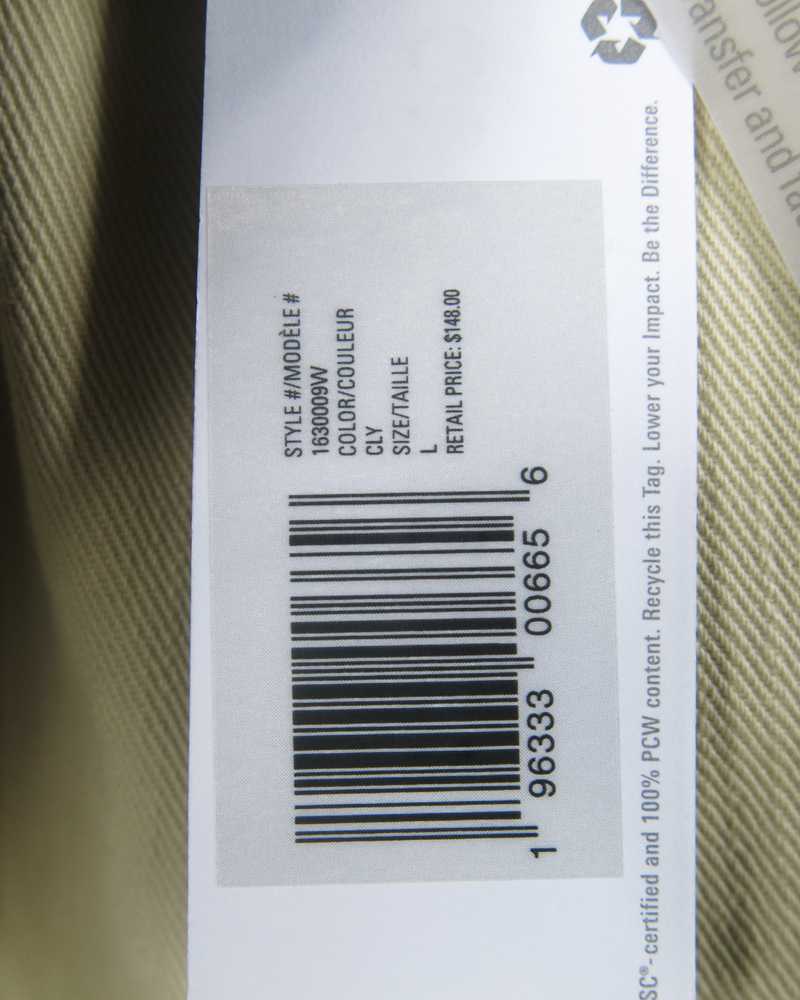 STYLE #/MODÈLE #
1630009W
COLOR/COULEUR
CLY
SIZE/TAILLE
L
RETAIL PRICE: $148.00
1 96333 00665 6
SC®-certified and 100% PCW content. Recycle this Tag. Lower your Impact. Be the Difference.
ansfer and